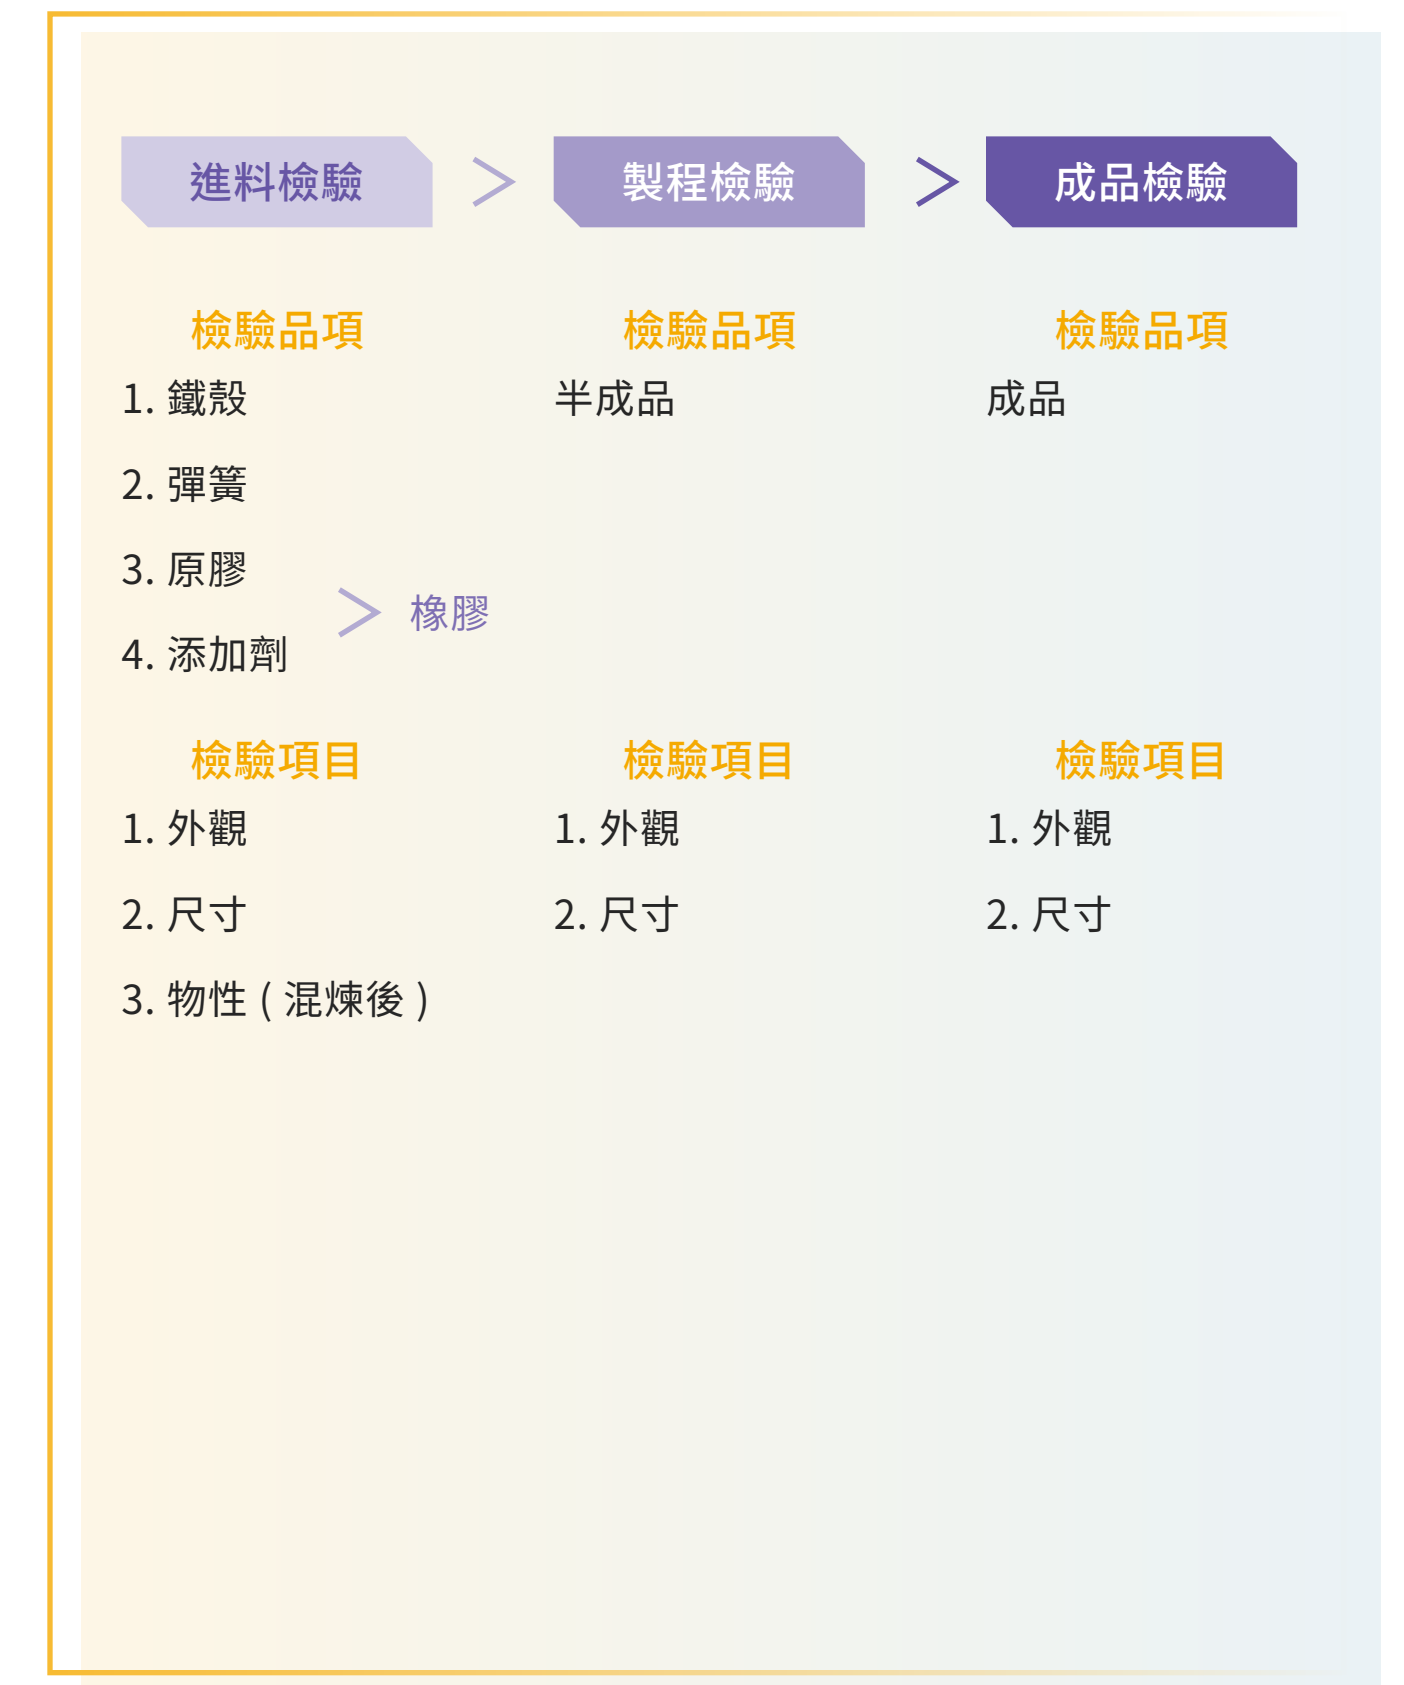 進料檢驗
檢驗品項
1. 鐵殼
2. 彈簧
3. 原膠
4. 添加劑
橡膠
檢驗項目
1. 外觀
2. 尺寸
3. 物性 ( 混煉後 )
製程檢驗
檢驗品項
半成品
檢驗項目
1. 外觀
2. 尺寸
成品檢驗
檢驗品項
成品
檢驗項目
1. 外觀
2. 尺寸